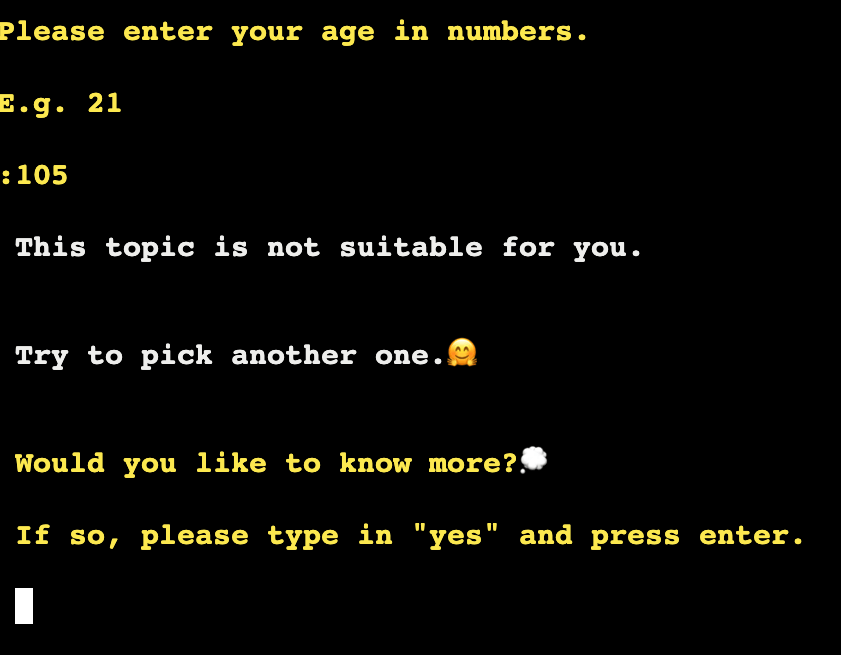 Please enter your age in numbers.
E.g. 21
:105
This topic is not suitable for you.
Try to pick another one.🤗
Would you like to know more?💭
If so, please type in "yes" and press enter.